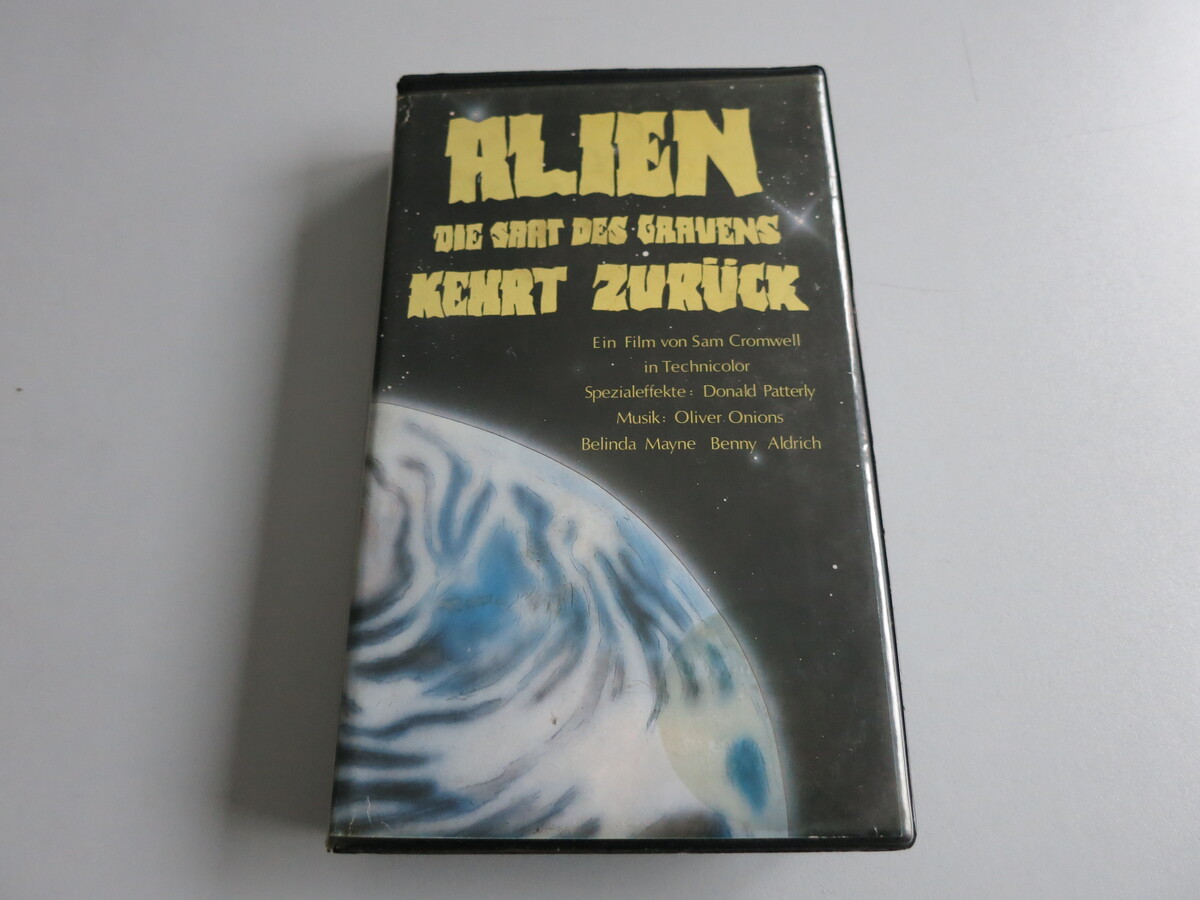 ALIEN
DIE SAAT DES GRAUENS
KEHRT ZURÜCK
Ein Film von Sam Cromwell
in Technicolor
Spezialeffekte: Donald Patterly
Musik: Oliver Onions
Belinda Mayne Benny Aldrich